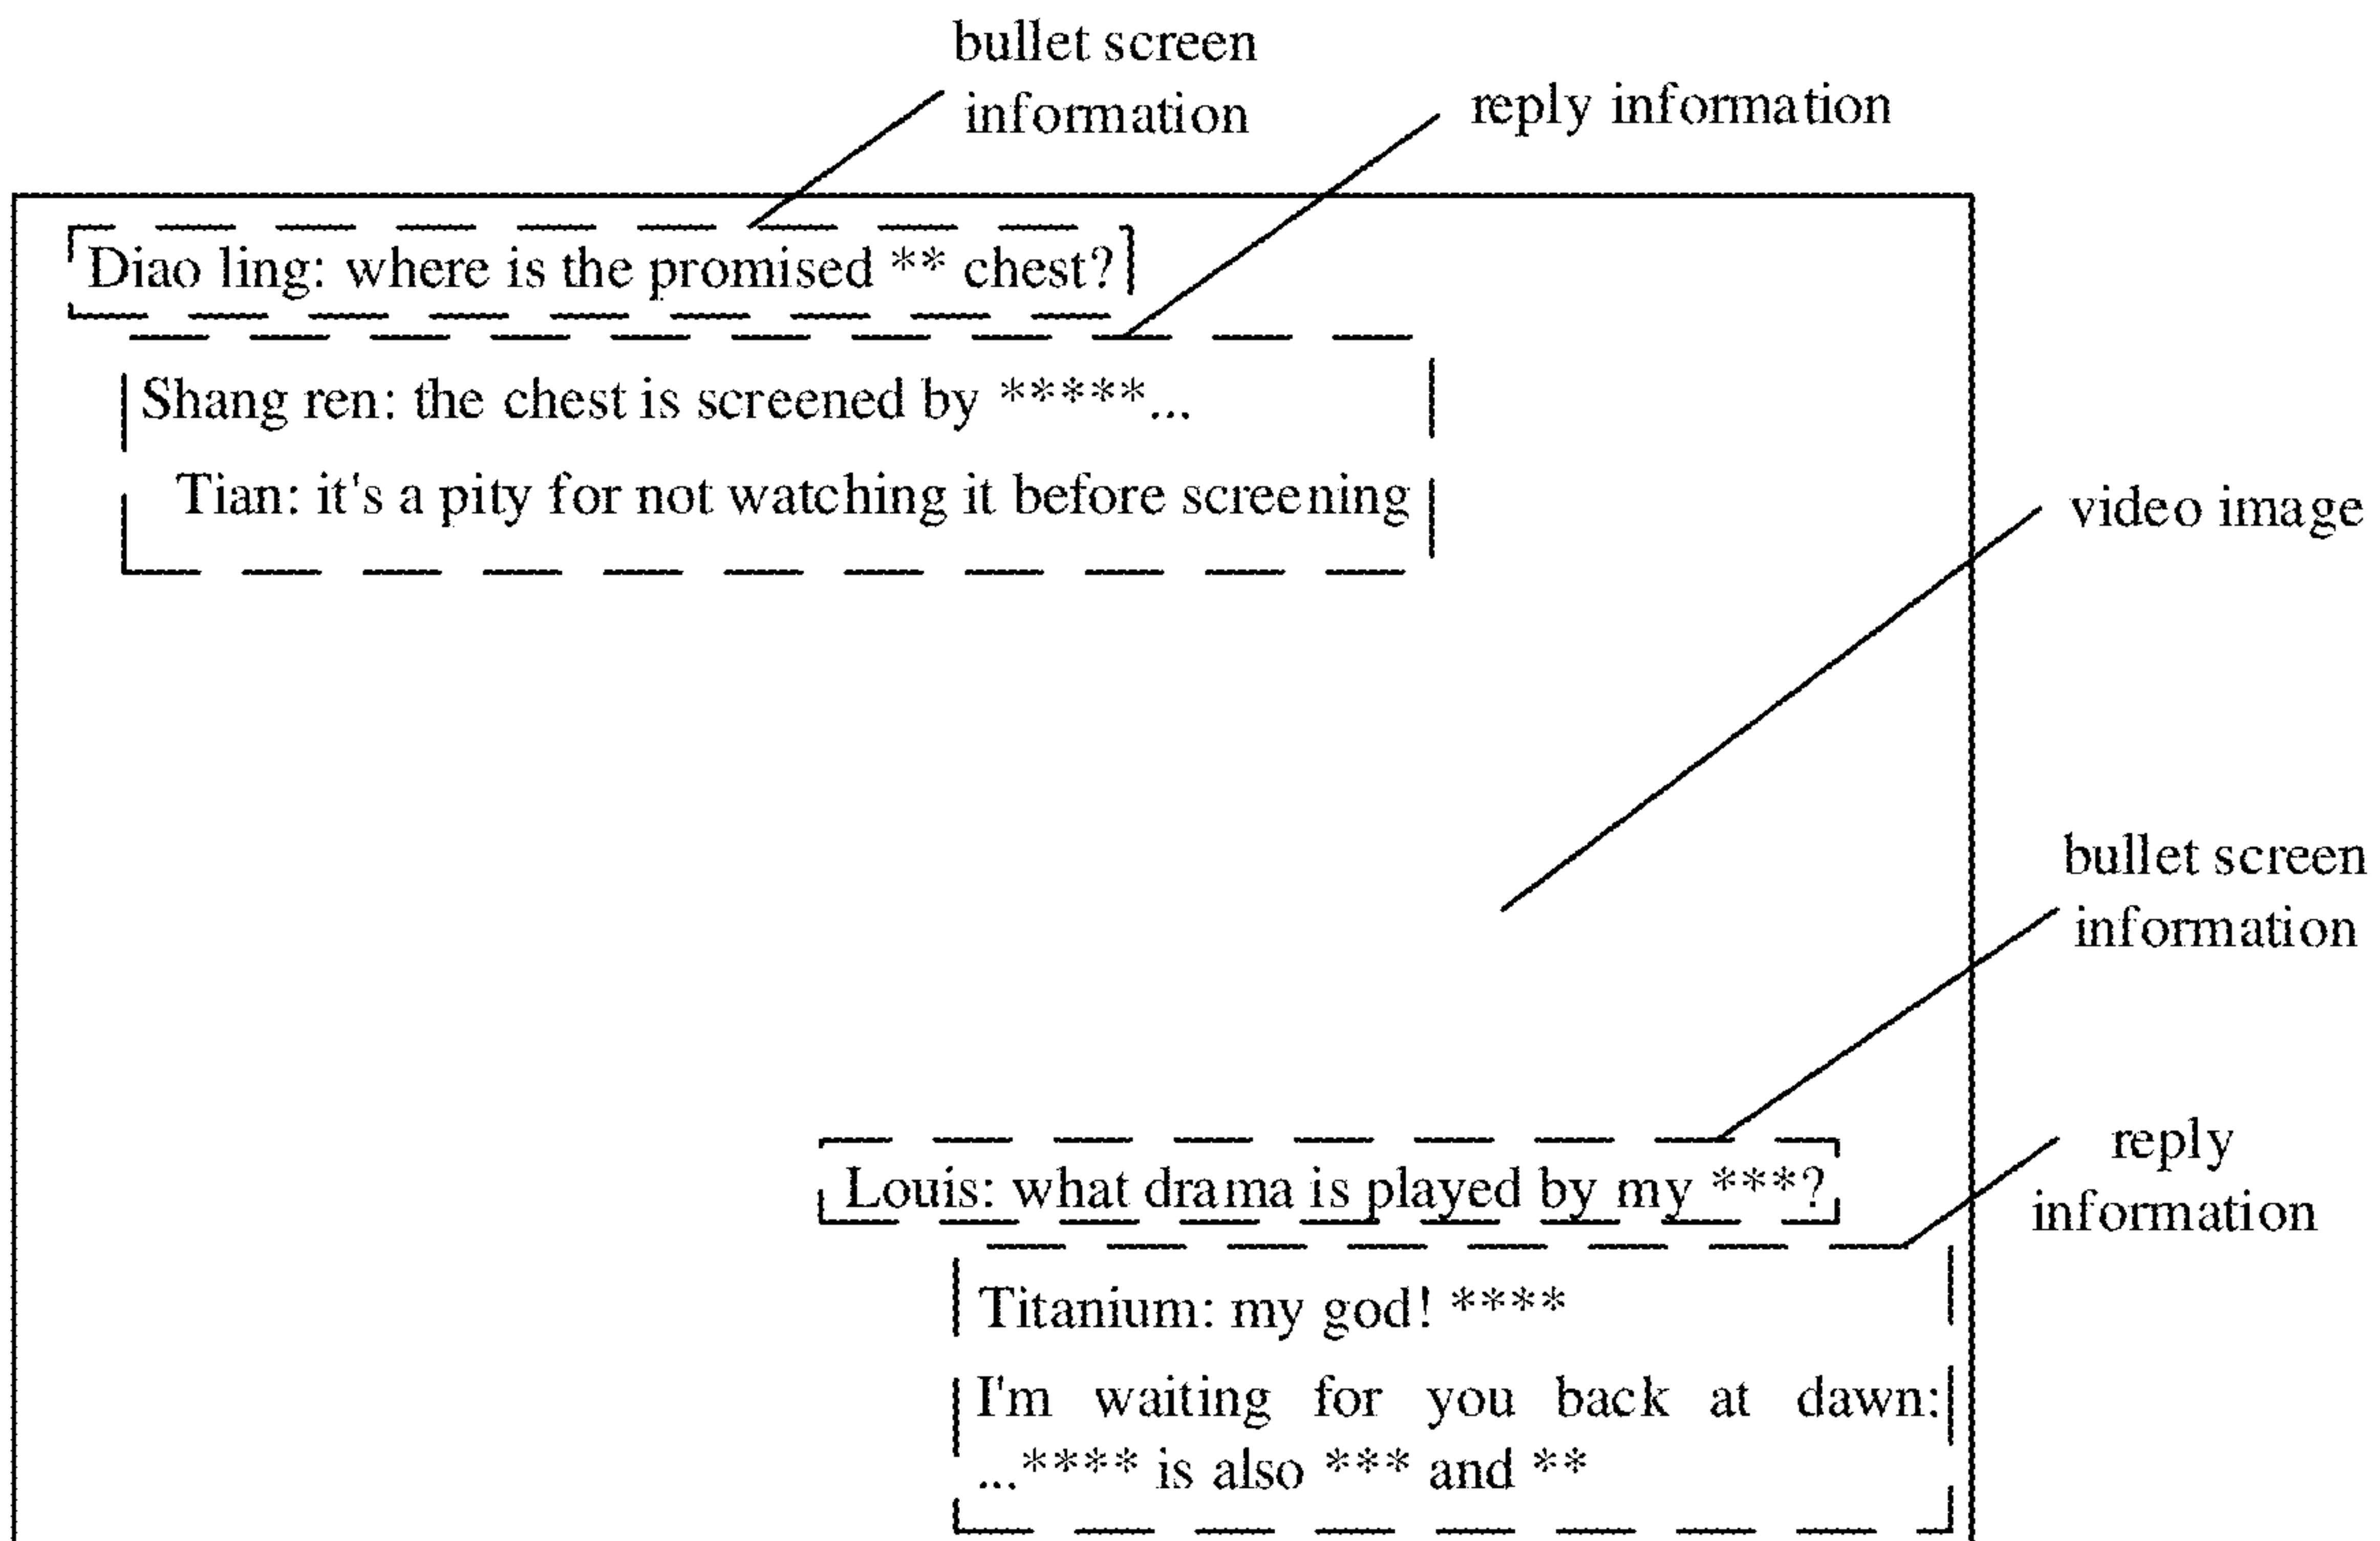 bullet screen
information
reply information
Diao ling: where is the promised ** chest?
Shang ren: the chest is screened by *****...
Tian: it's a pity for not watching it before screening
video image
bullet screen
information
Louis: what drama is played by my ***?
reply
information
Titanium: my god! ****
I'm waiting for you back at dawn:
...**** is also *** and **